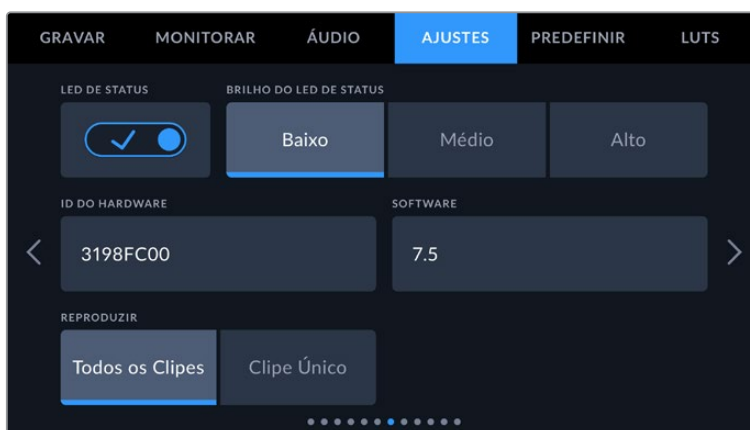 GRAVAR MONITORAR ÁUDIO AJUSTES PREDEFINIR LUTS
LED DE STATUS BRILHO DO LED DE STATUS
Baixo Médio Alto
ID DO HARDWARE SOFTWARE
3198FC00 7.5
REPRODUZIR
Todos os Clipes Clipe Único